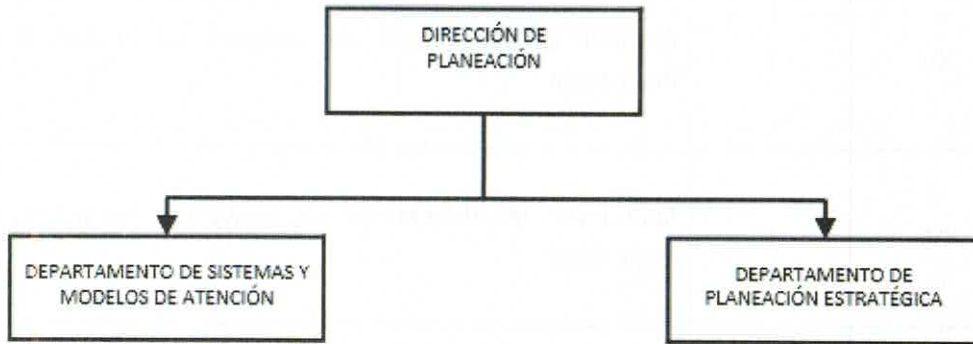 DIRECCIÓN DE
PLANEACIÓN
DEPARTAMENTO DE SISTEMAS Y
MODELOS DE ATENCIÓN
DEPARTAMENTO DE
PLANEACIÓN ESTRATÉGICA